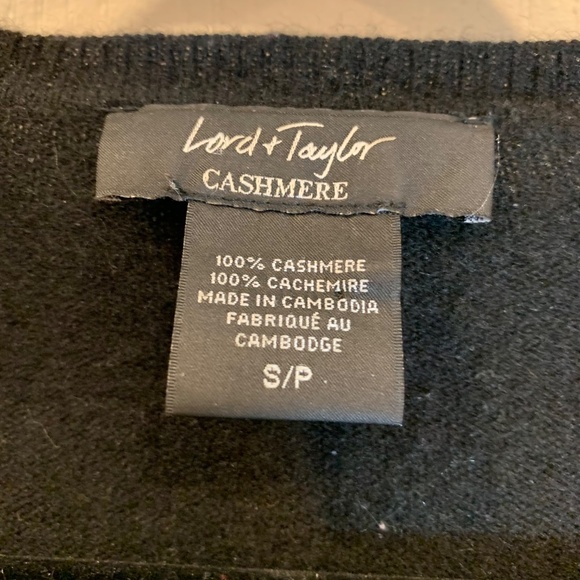 Lord + Taylor
CASHMERE
100% CASHMERE
100% CACHEMIRE
MADE IN CAMBODIA
FABRIQUÉ AU
CAMBODGE
S/P